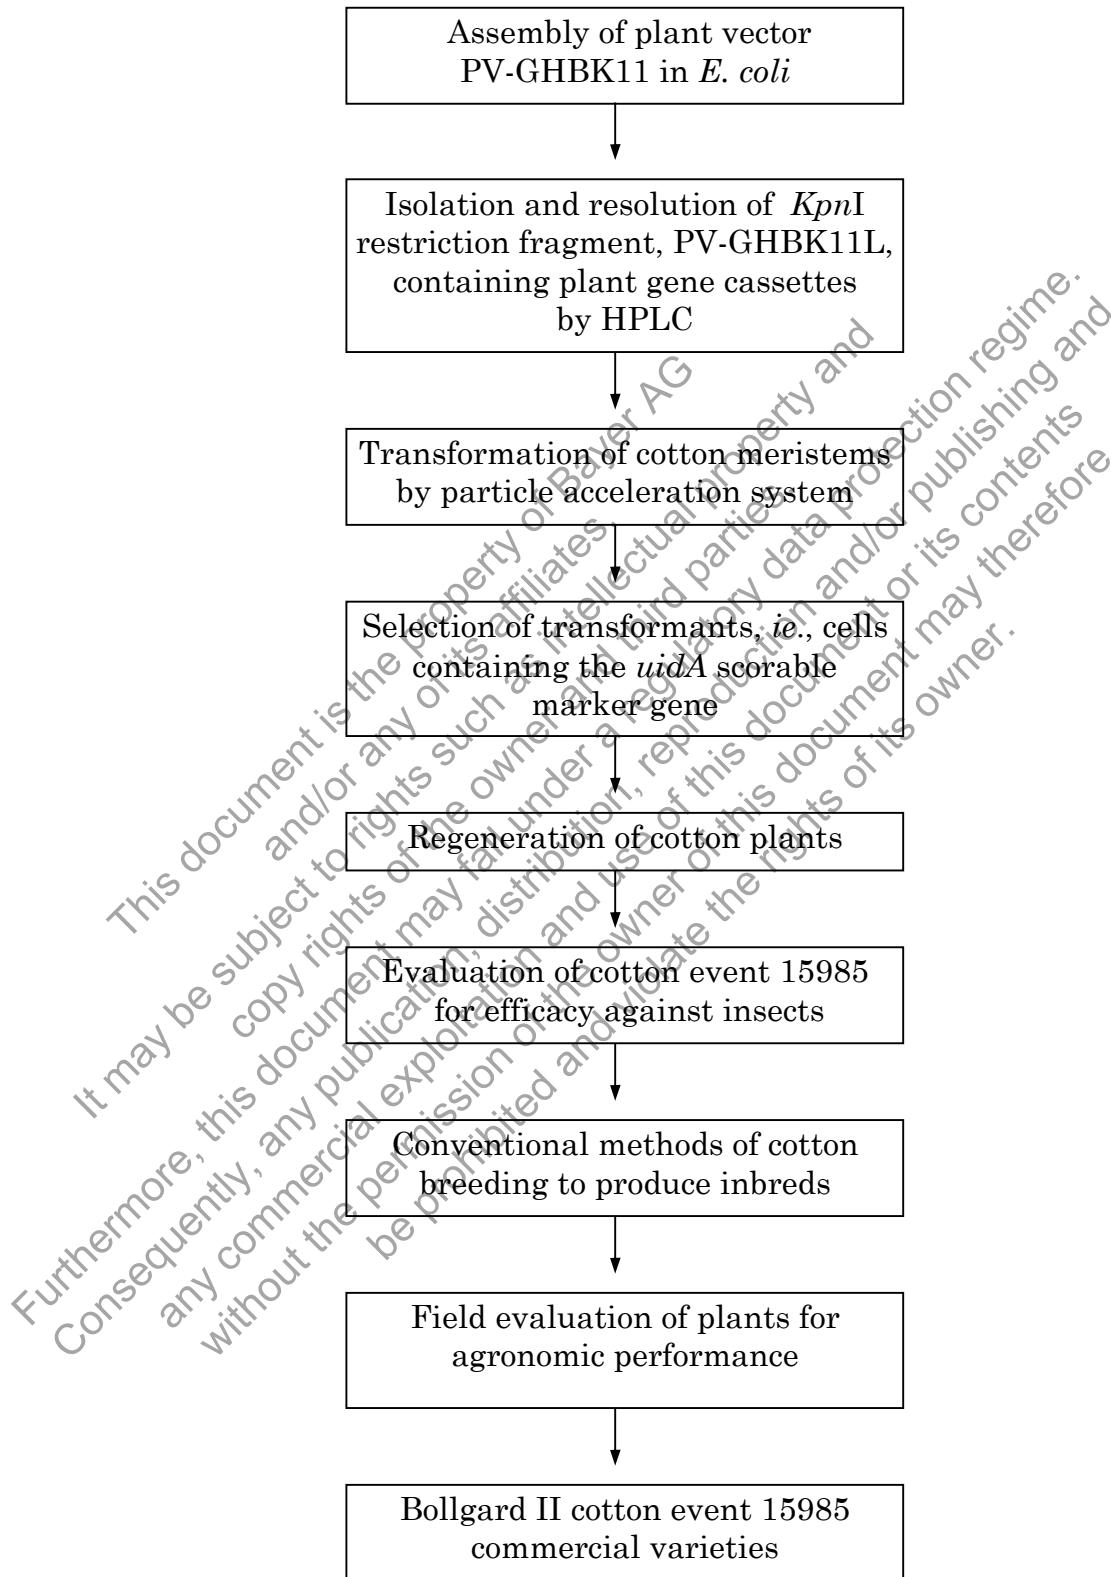 Assembly of plant vector
PV-GHBK11 in E. coli
Isolation and resolution of KpnI
restriction fragment, PV-GHBK11L,
containing plant gene cassettes
by HPLC
Transformation of cotton meristems
by particle acceleration system
Selection of transformants, ie., cells
containing the uidA scorable
marker gene
Regeneration of cotton plants
Evaluation of cotton event 15985
for efficacy against insects
Conventional methods of cotton
breeding to produce inbreds
Field evaluation of plants for
agronomic performance
Bollgard II cotton event 15985
commercial varieties
This document is the property of Bayer AG
and/or any of its affiliates.
It may be subject to rights such as intellectual property and
copy rights of the owner and third parties.
Furthermore, this document may fall under a regulatory data protection regime.
Consequently, any publication, distribution, reproduction and/or publishing and
any commercial exploitation and use of this document or its contents
without the permission of the owner of this document may therefore
be prohibited and violate the rights of its owner.